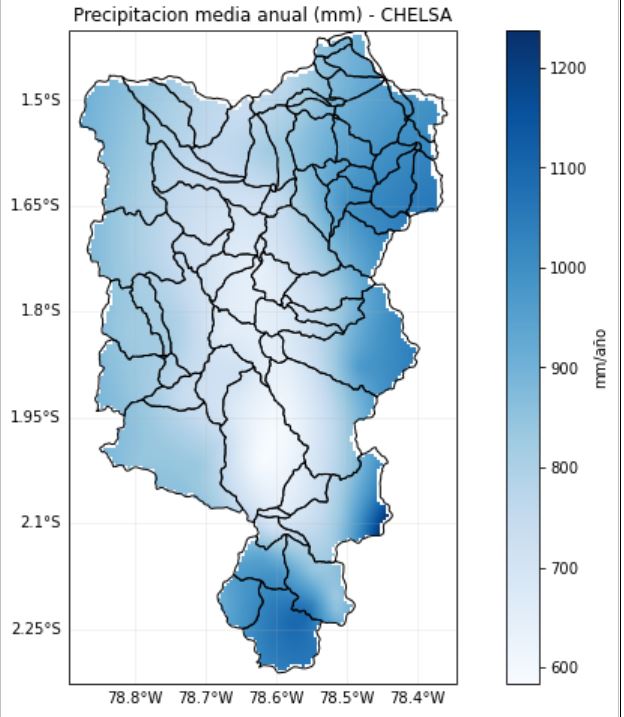 Precipitacion media anual (mm) - CHELSA
1.5°S
1.65°S
1.8°S
1.95°S
2.1°S
2.25°S
78.8°W 78.7°W 78.6°W 78.5°W 78.4°W
1200
1100
1000
900
800
700
600
mm/año